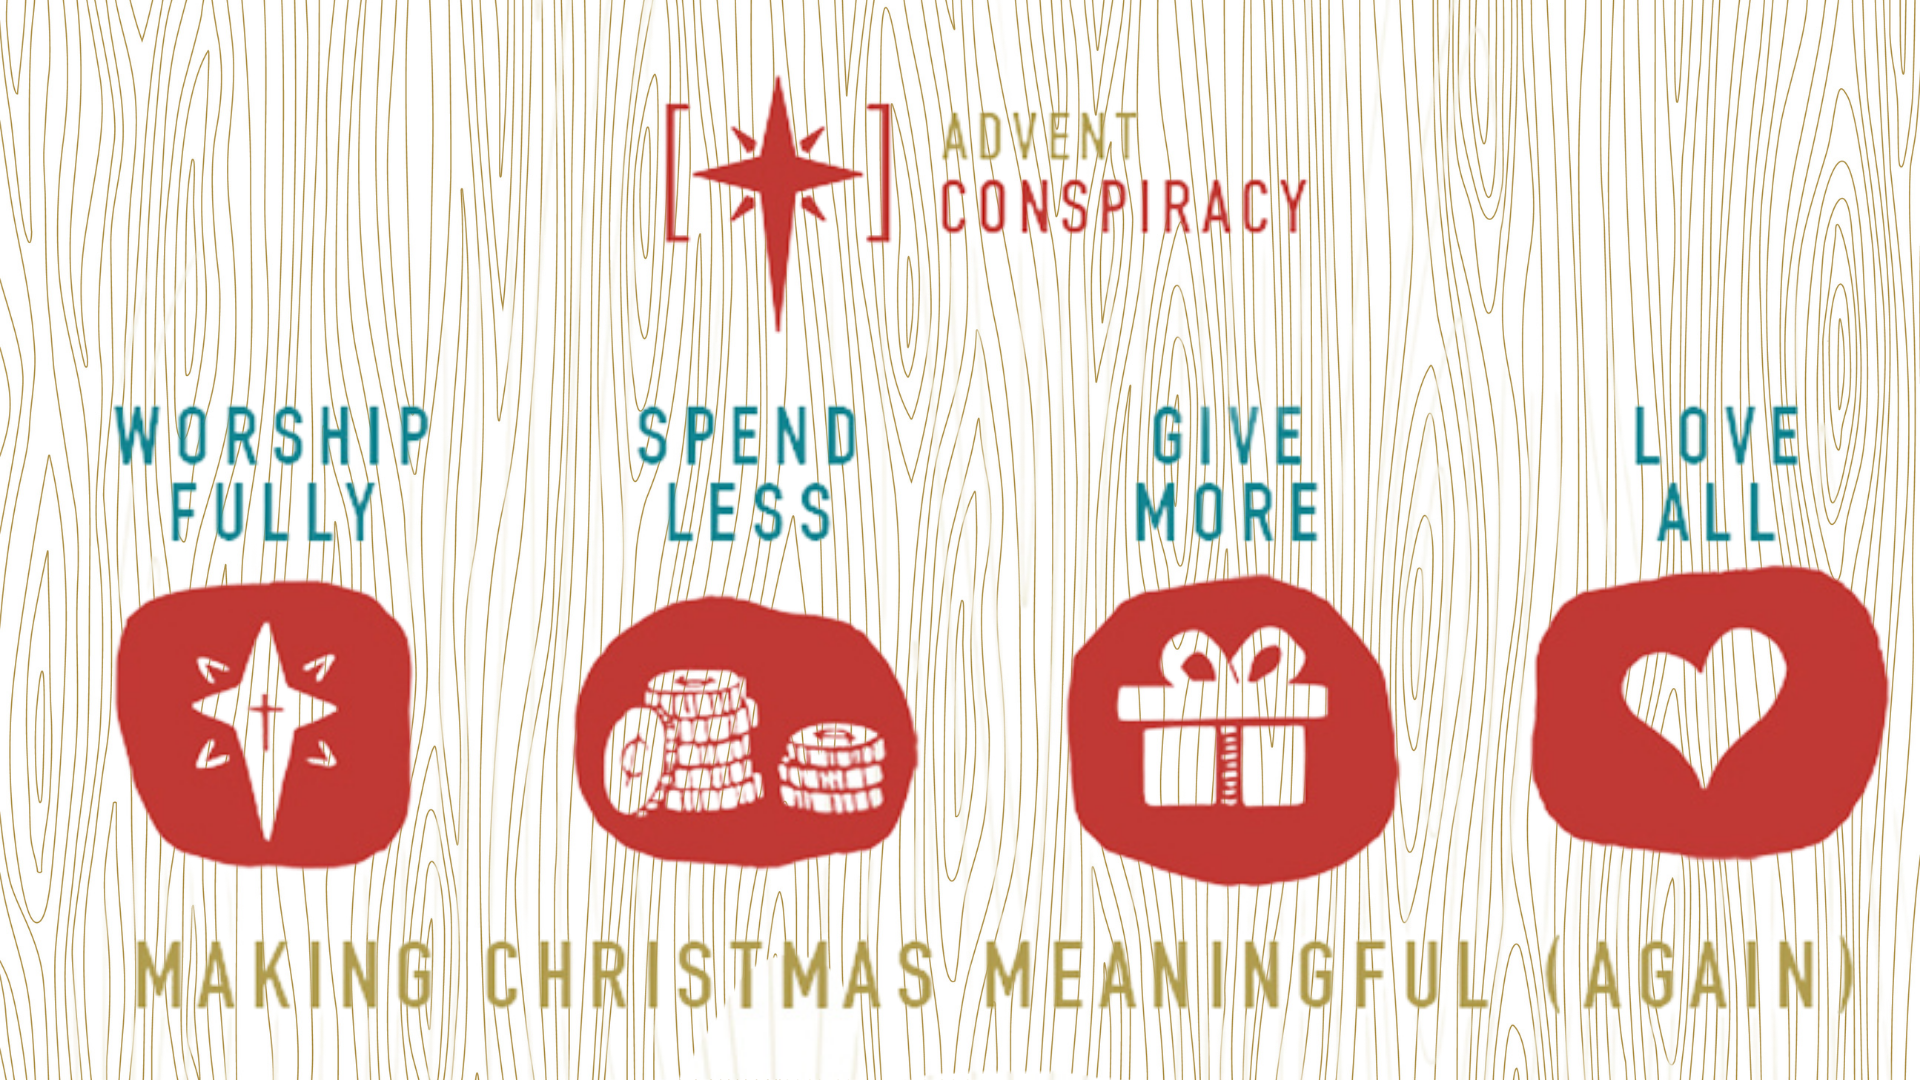 ADVENT
CONSPIRACY
WORSHIP
FULLY
SPEND
LESS
GIVE
MORE
LOVE
ALL
MAKING CHRISTMAS MEANINGFUL (AGAIN)